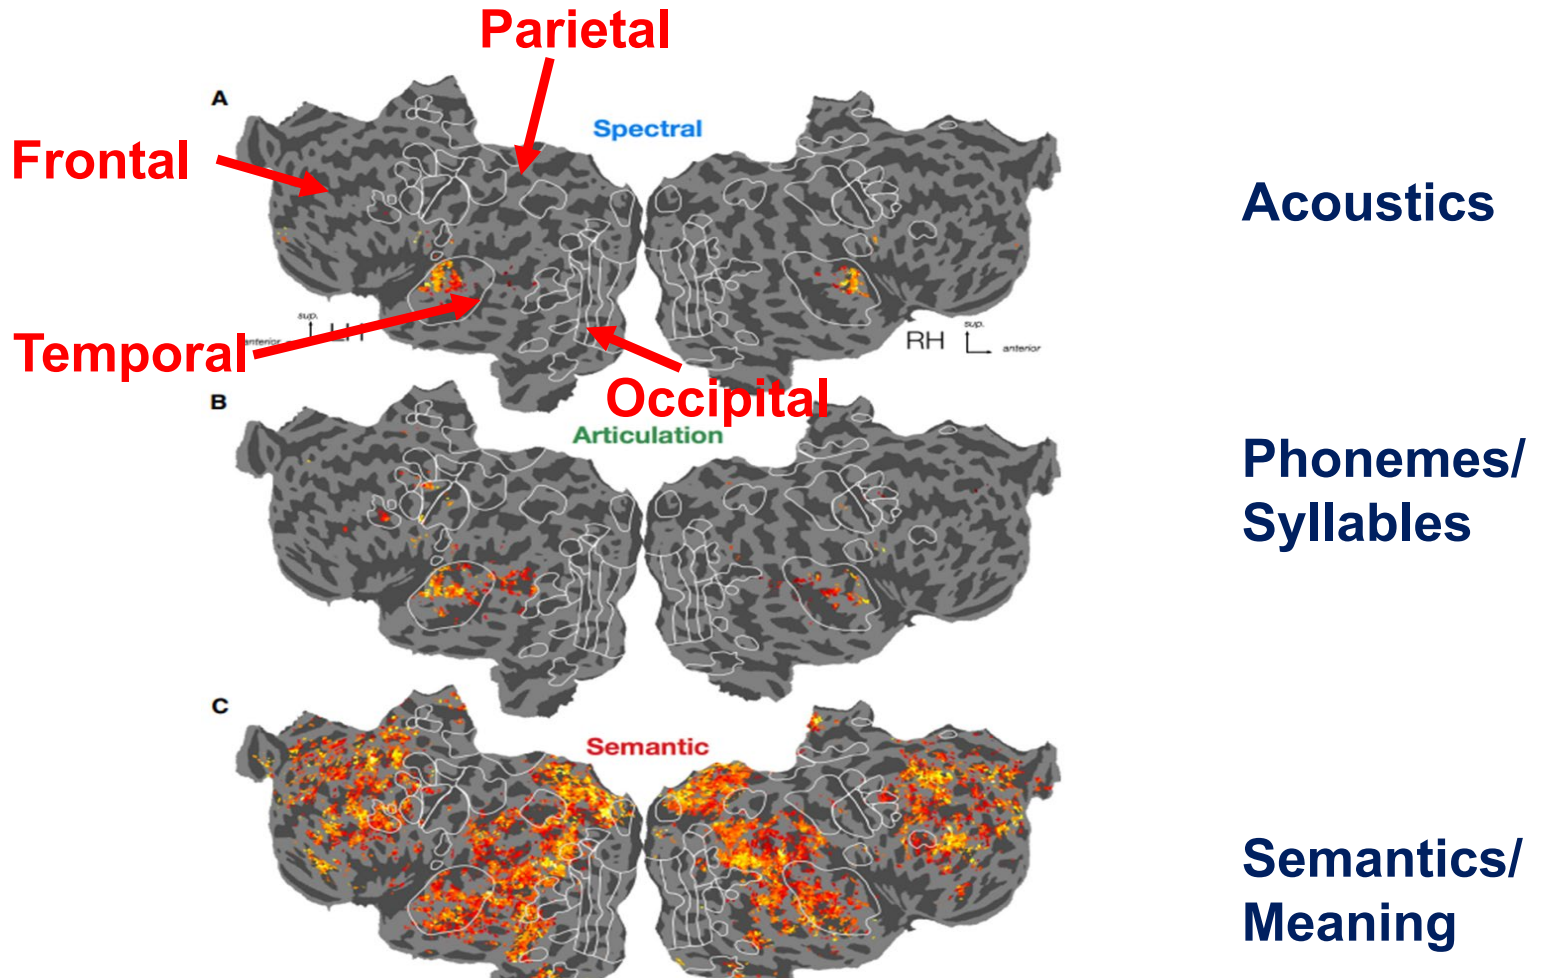 Parietal
A
Spectral
Frontal
Acoustics
sup.
anterior
LH
RH
sup.
anterior
Temporal
Occipital
B
Articulation
Phonemes/
Syllables
C
Semantic
Semantics/
Meaning